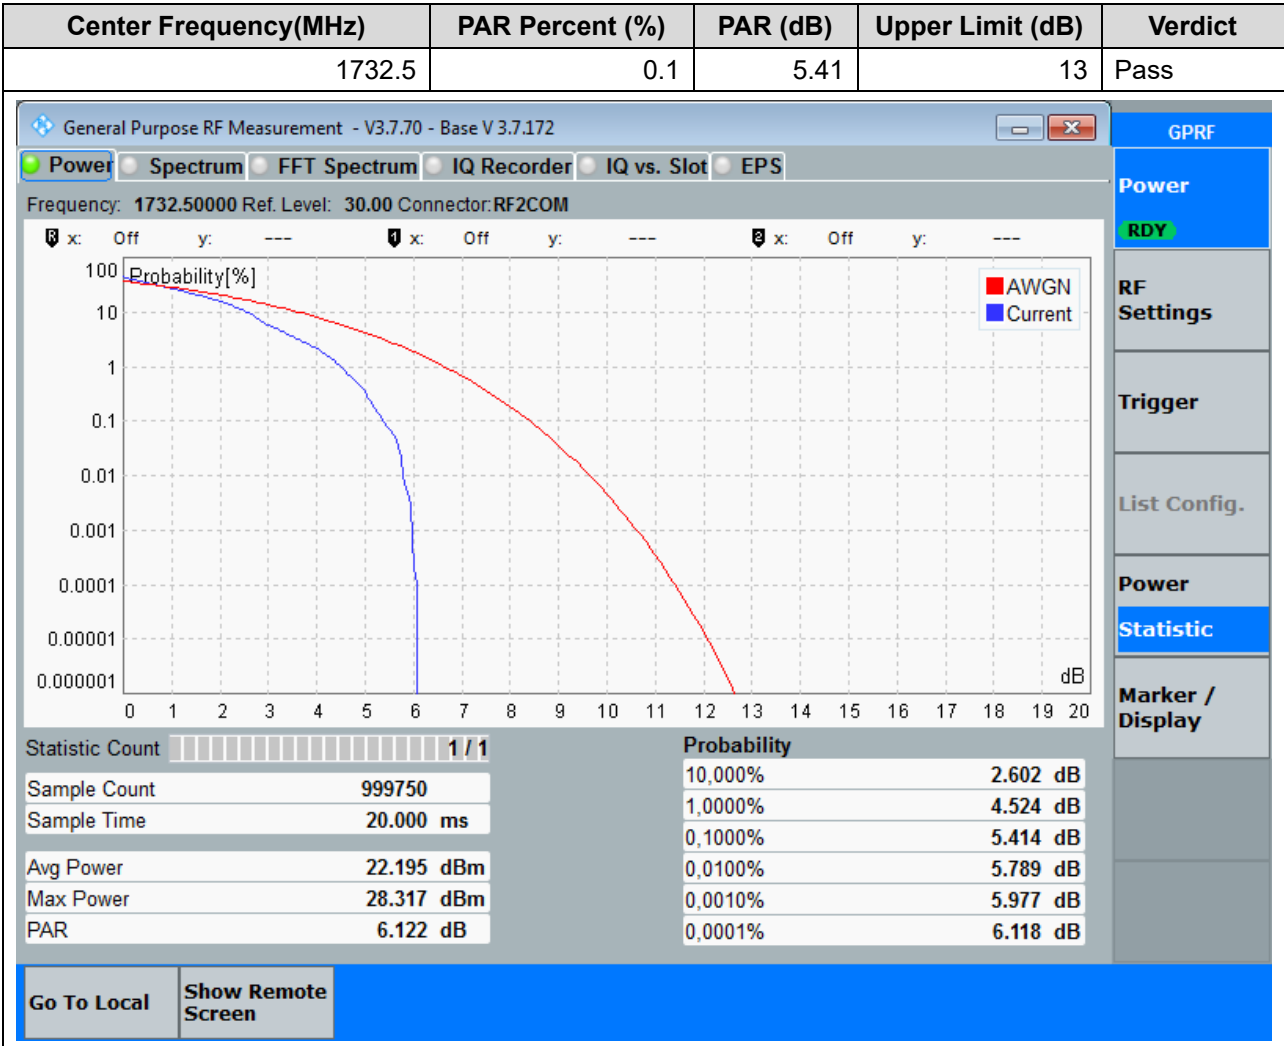 Center Frequency(MHz) PAR Percent (%) PAR (dB) Upper Limit (dB) Verdict
1732.5 0.1 5.41 13 Pass
General Purpose RF Measurement - V3.7.70 - Base V 3.7.172
GPRF
Power Spectrum FFT Spectrum IQ Recorder IQ vs. Slot EPS
Frequency: 1732.50000 Ref. Level: 30.00 Connector: RF2COM
R x: Off y: --- 1 x: Off y: --- 2 x: Off y: ---
Probability[%]
AWGN
Current
100
10
1
0.1
0.01
0.001
0.0001
0.00001
0.000001
dB
0 1 2 3 4 5 6 7 8 9 10 11 12 13 14 15 16 17 18 19 20
Statistic Count 1 / 1
Sample Count 999750
Sample Time 20.000 ms
Avg Power 22.195 dBm
Max Power 28.317 dBm
PAR 6.122 dB
Probability
10,000% 2.602 dB
1,0000% 4.524 dB
0,1000% 5.414 dB
0,0100% 5.789 dB
0,0010% 5.977 dB
0,0001% 6.118 dB
Power
RDY
RF
Settings
Trigger
List Config.
Power
Statistic
Marker /
Display
Go To Local
Show Remote
Screen